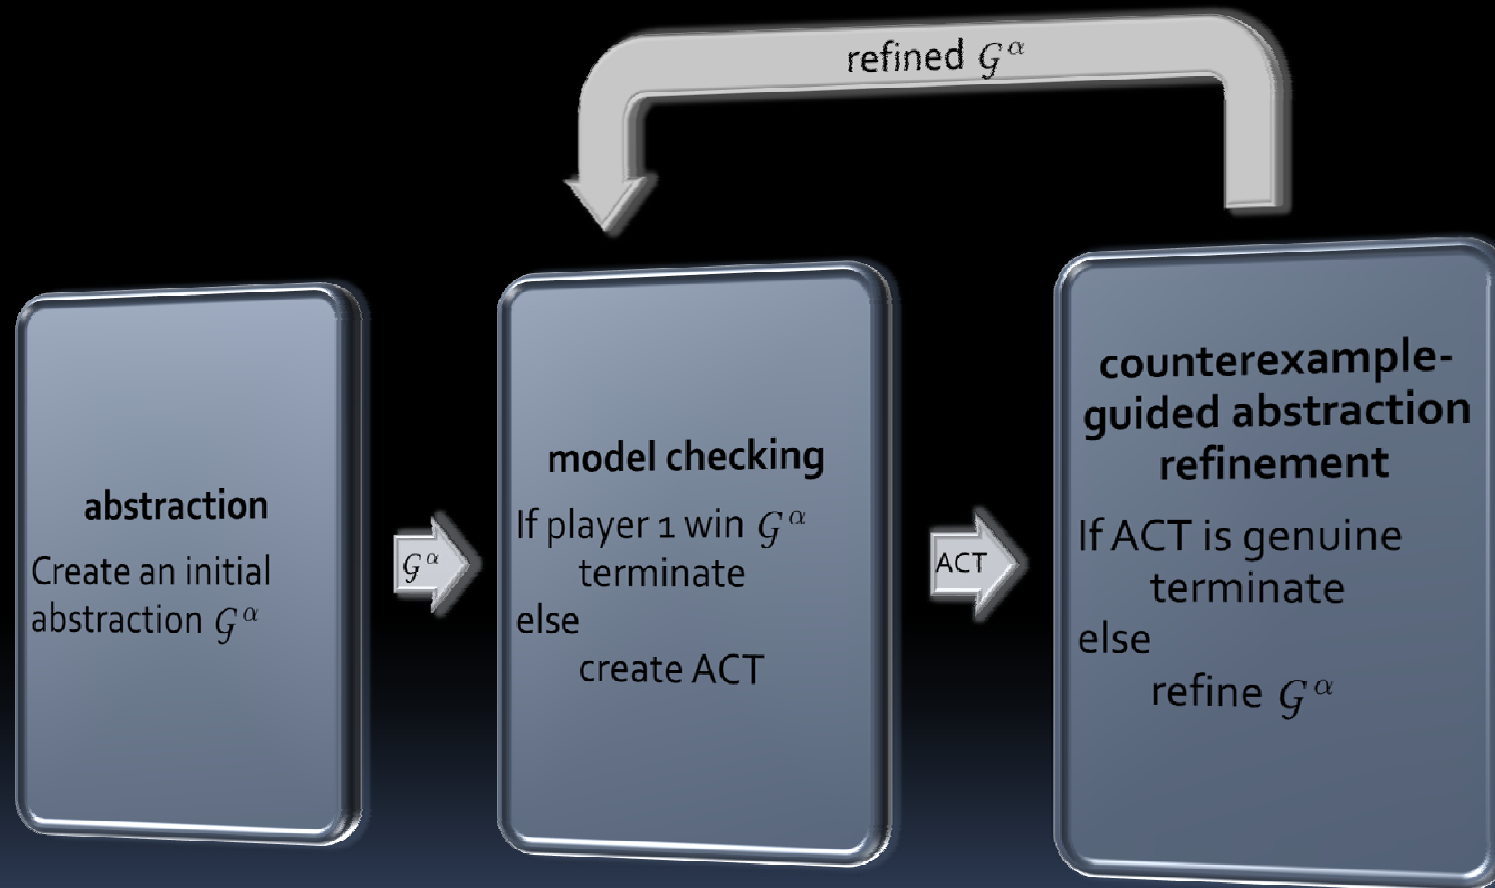 refined 𝒢^α
abstraction
Create an initial
abstraction 𝒢^α
𝒢^α
model checking
If player 1 win 𝒢^α
terminate
else
create ACT
ACT
counterexample-
guided abstraction
refinement
If ACT is genuine
terminate
else
refine 𝒢^α